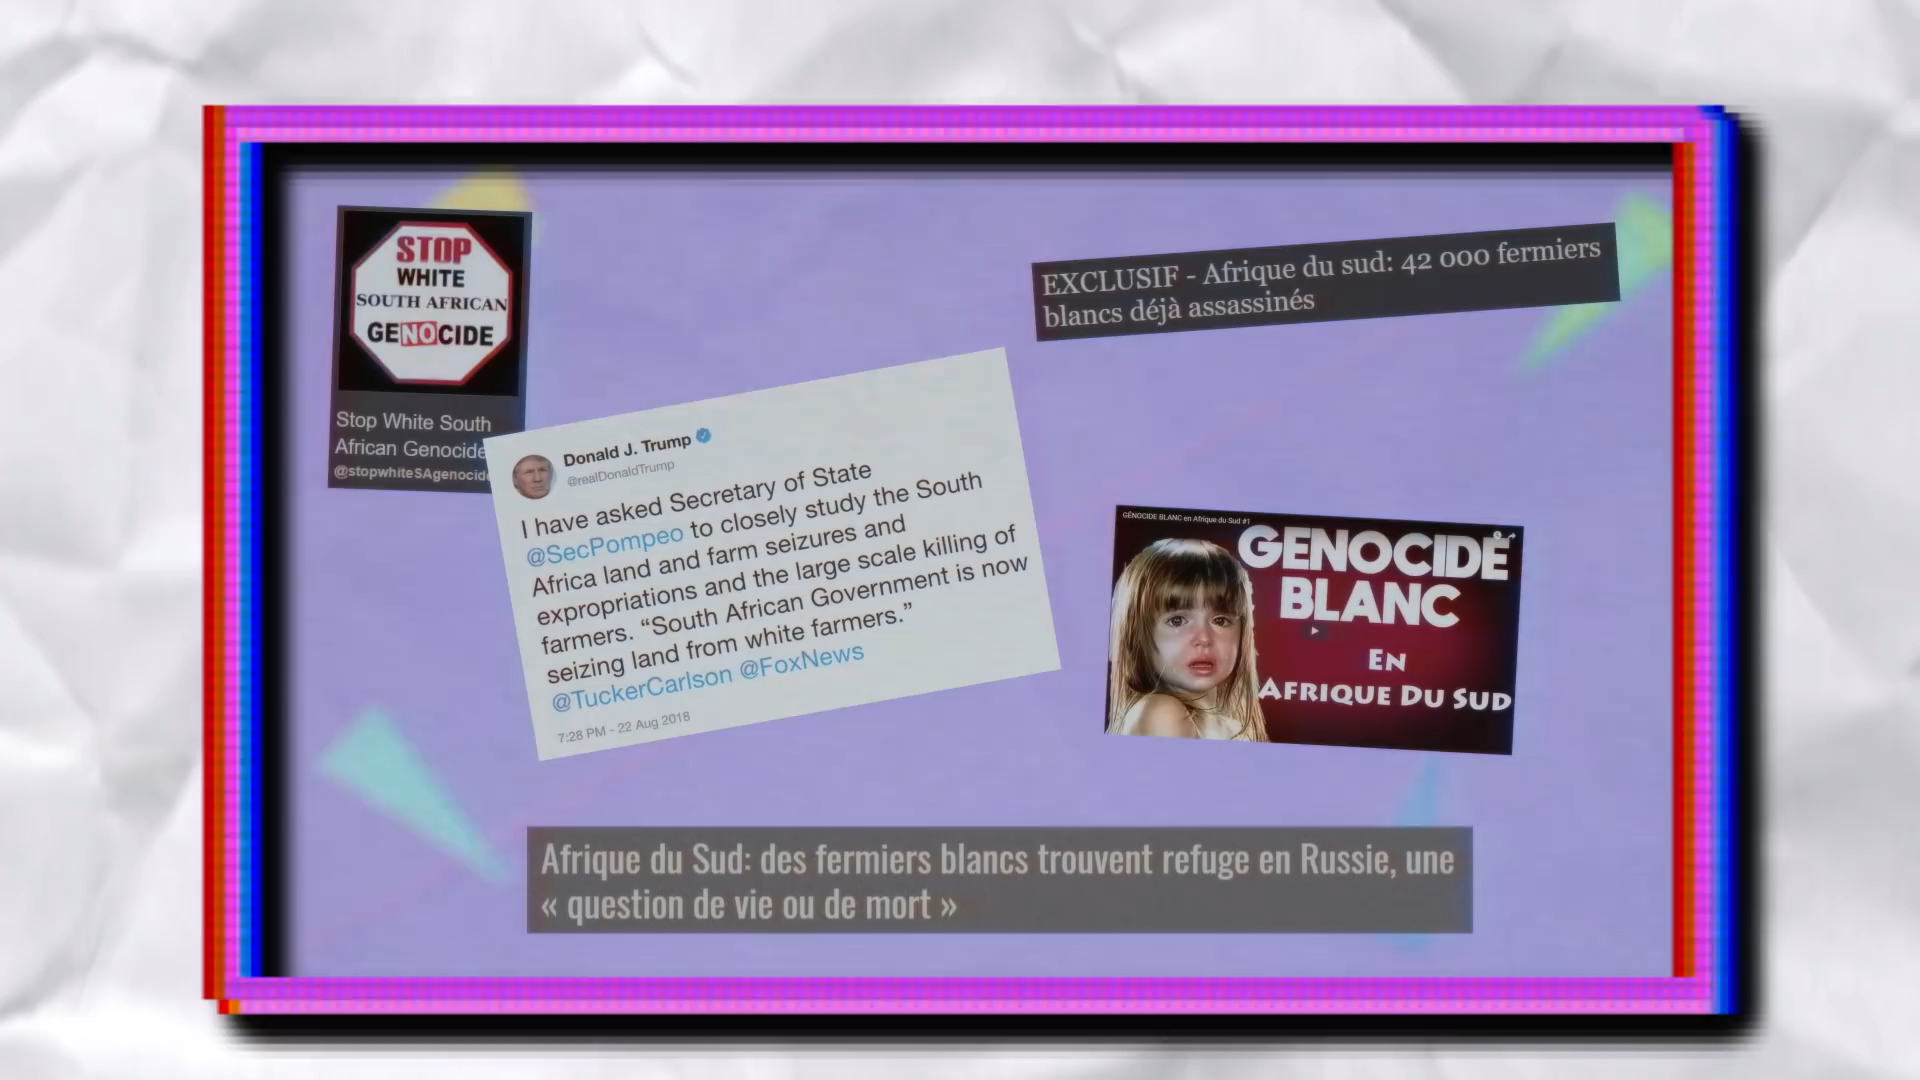 STOP
WHITE
SOUTH AFRICAN
GENOCIDE
Stop White South
African Genocide
@stopwhiteSAgenocid
EXCLUSIF - Afrique du sud: 42 000 fermiers
blancs déjà assassinés
Donald J. Trump
@realDonaldTrump
I have asked Secretary of State
@SecPompeo to closely study the South
Africa land and farm seizures and
expropriations and the large scale killing of
farmers. “South African Government is now
seizing land from white farmers.”
@TuckerCarlson @FoxNews
7:28 PM - 22 Aug 2018
GÉNOCIDE BLANC en Afrique du Sud #1
GENOCIDE
BLANC
EN
AFRIQUE DU SUD
Afrique du Sud: des fermiers blancs trouvent refuge en Russie, une
« question de vie ou de mort »